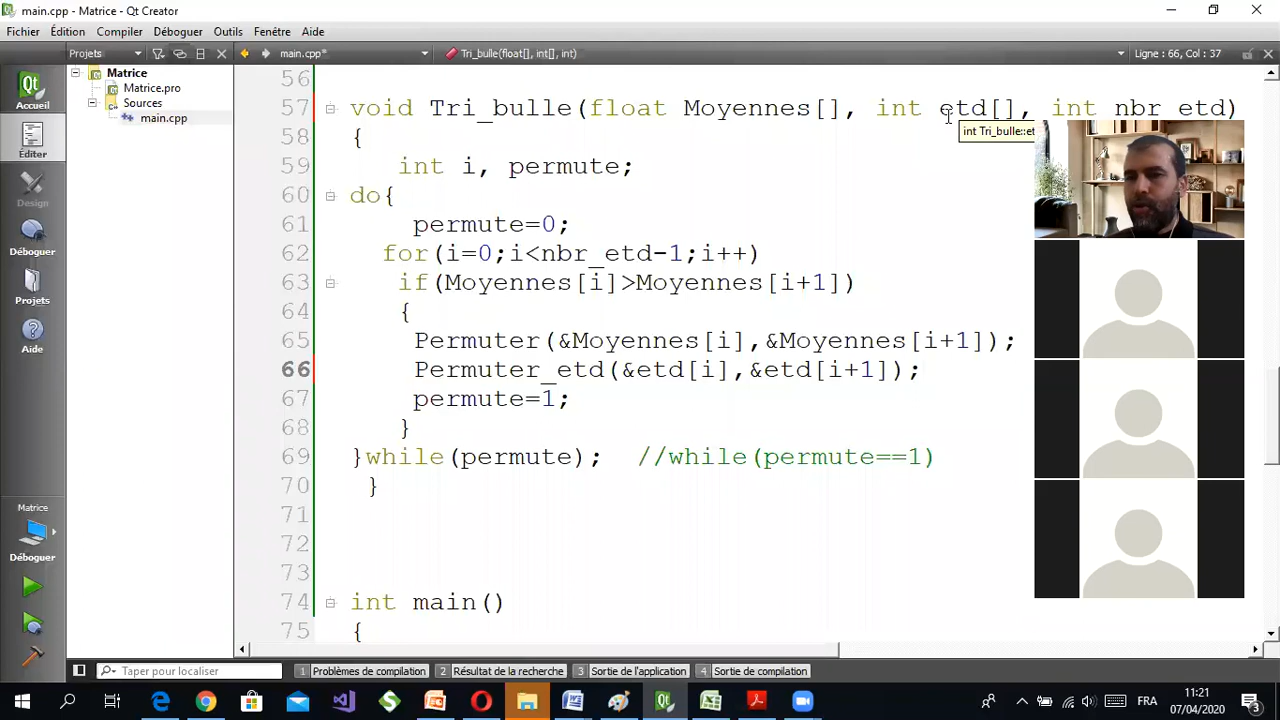 main.cpp - Matrice - Qt Creator
Fichier Édition Compiler Déboguer Outils Fenêtre Aide
Projets main.cpp* Tri_bulle(float[], int[], int) Ligne : 66, Col : 37
Qt
Accueil
Éditer
Design
Déboguer
Projets
Aide
Matrice
Déboguer
Matrice
Matrice.pro
Sources
main.cpp
56
57 void Tri_bulle(float Moyennes[], int etd[], int nbr_etd)
int Tri_bulle::et
58 {
59 int i, permute;
60 do{
61 permute=0;
62 for(i=0;i<nbr_etd-1;i++)
63 if(Moyennes[i]>Moyennes[i+1])
64 {
65 Permuter(&Moyennes[i],&Moyennes[i+1]);
66 Permuter_etd(&etd[i],&etd[i+1]);
67 permute=1;
68 }
69 }while(permute); //while(permute==1)
70 }
71
72
73
74 int main()
75 {
Taper pour localiser 1 Problèmes de compilation 2 Résultat de la recherche 3 Sortie de l'application 4 Sortie de compilation
FRA
11:21
07/04/2020
3